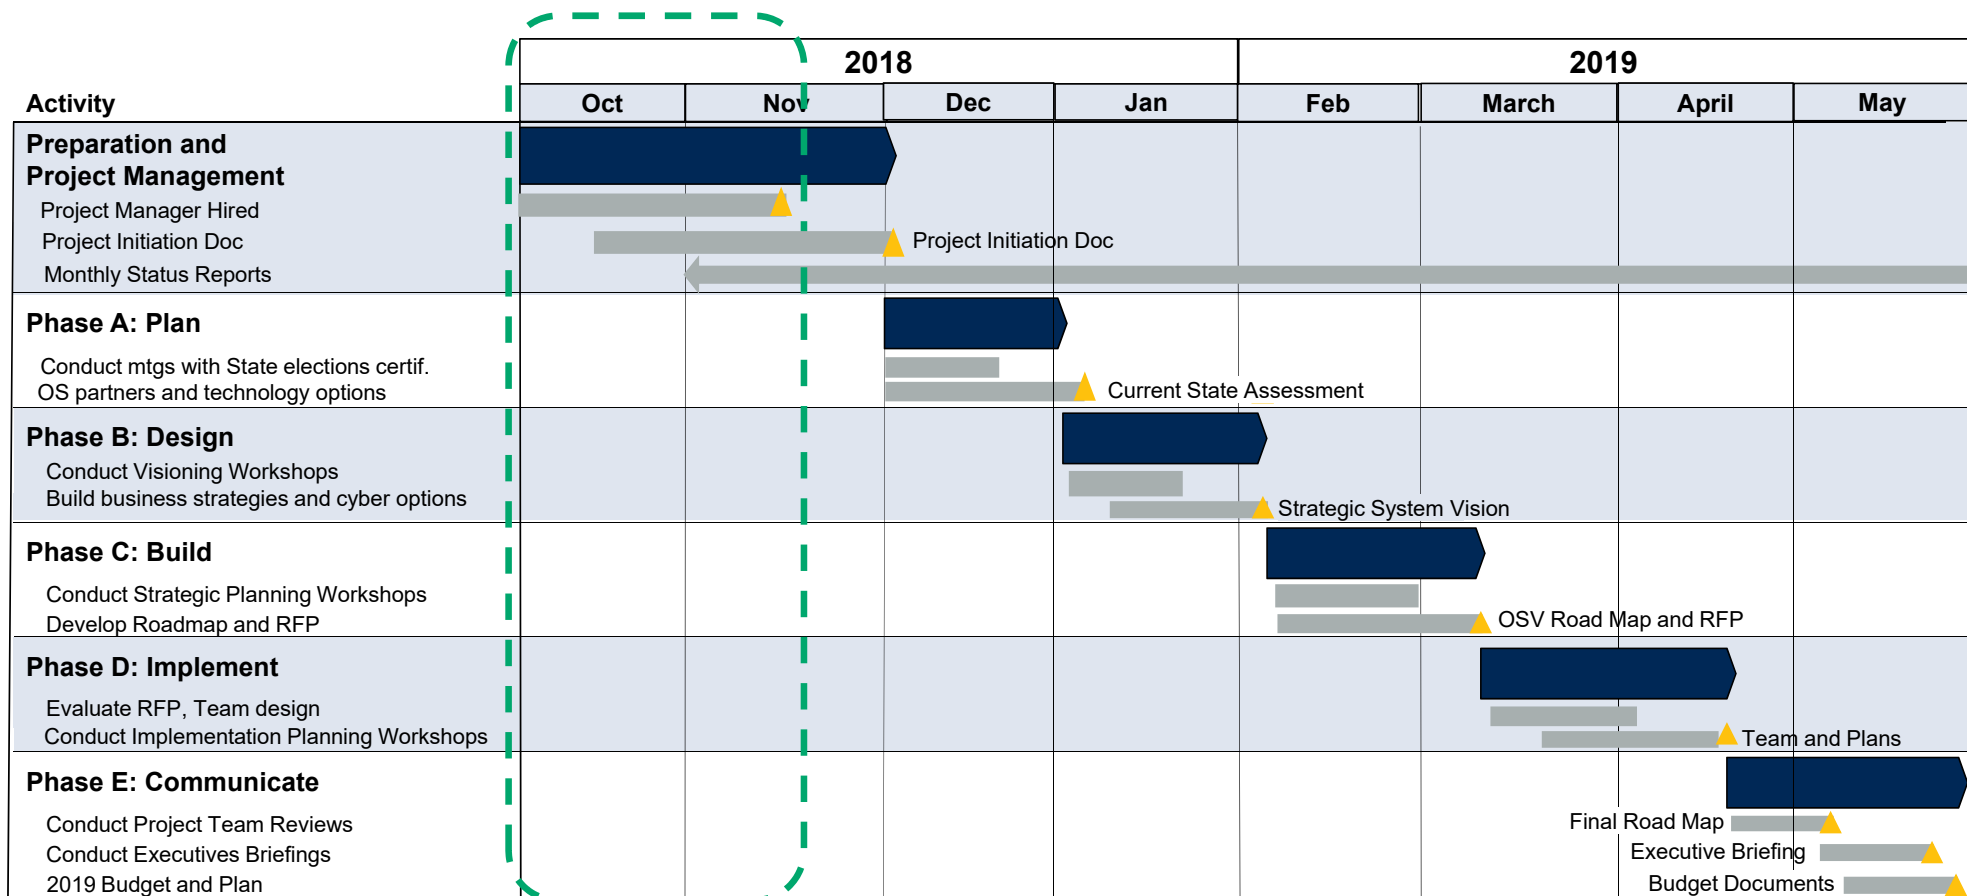 2018
2019
Activity
Oct
Nov
Dec
Jan
Feb
March
April
May
Preparation and
Project Management
Project Manager Hired
Project Initiation Doc
Project Initiation Doc
Monthly Status Reports
Phase A: Plan
Conduct mtgs with State elections certif.
OS partners and technology options
Current State Assessment
Phase B: Design
Conduct Visioning Workshops
Build business strategies and cyber options
Strategic System Vision
Phase C: Build
Conduct Strategic Planning Workshops
Develop Roadmap and RFP
OSV Road Map and RFP
Phase D: Implement
Evaluate RFP, Team design
Conduct Implementation Planning Workshops
Team and Plans
Phase E: Communicate
Conduct Project Team Reviews
Final Road Map
Conduct Executives Briefings
Executive Briefing
2019 Budget and Plan
Budget Documents